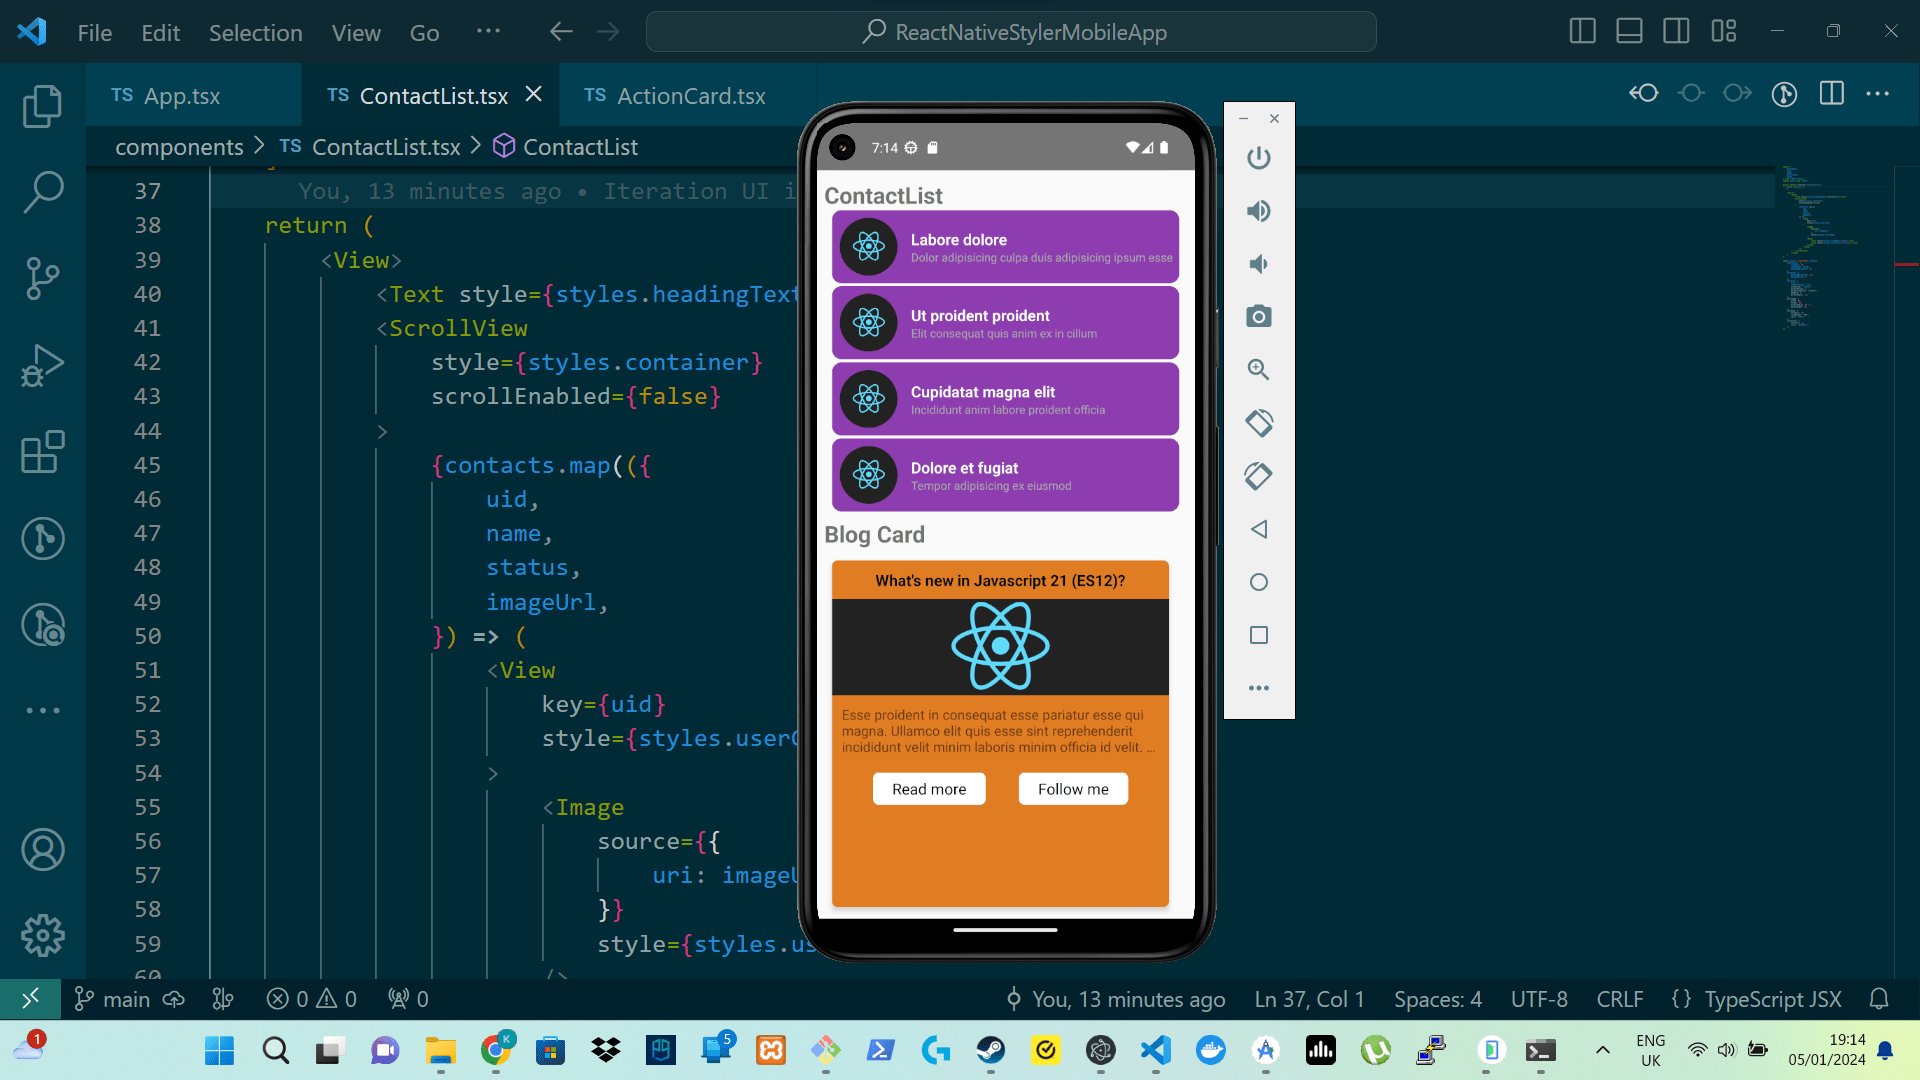 File Edit Selection View Go ···
ReactNativeStylerMobileApp
TS App.tsx
TS ContactList.tsx
TS ActionCard.tsx
components > TS ContactList.tsx > ContactList
37 You, 13 minutes ago • Iteration UI i
38 return (
39 <View>
40 <Text style={styles.headingText
41 <ScrollView
42 style={styles.container}
43 scrollEnabled={false}
44 >
45 {contacts.map(({
46 uid,
47 name,
48 status,
49 imageUrl,
50 }) => (
51 <View
52 key={uid}
53 style={styles.userC
54 >
55 <Image
56 source={{
57 uri: imageU
58 }}
59 style={styles.us
60 />
7:14
ContactList
Labore dolore
Dolor adipisicing culpa duis adipisicing ipsum esse
Ut proident proident
Elit consequat quis anim ex in cillum
Cupidatat magna elit
Incididunt anim labore proident officia
Dolore et fugiat
Tempor adipisicing ex eiusmod
Blog Card
What's new in Javascript 21 (ES12)?
Esse proident in consequat esse pariatur esse qui
magna. Ullamco elit quis esse sint reprehenderit
incididunt velit minim laboris minim officia id velit. ...
Read more
Follow me
main
0 0
0
You, 13 minutes ago
Ln 37, Col 1
Spaces: 4
UTF-8
CRLF
{} TypeScript JSX
1
K
5
ENG
UK
19:14
05/01/2024